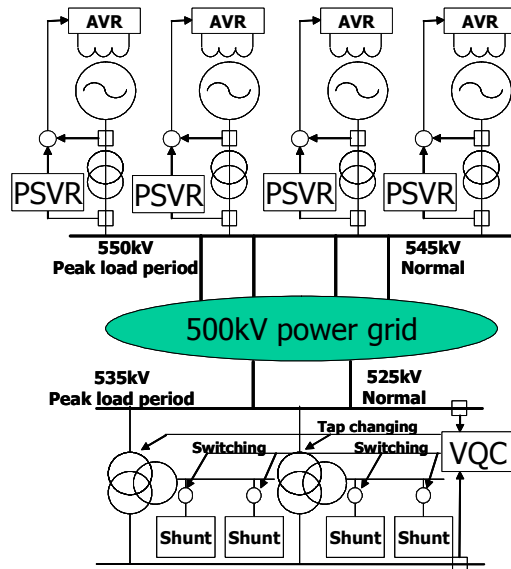 AVR AVR AVR AVR
PSVR PSVR PSVR PSVR
550kV 545kV
Peak load period Normal
500kV power grid
535kV 525kV
Peak load period Normal
Tap changing
Switching Switching
VQC
Shunt Shunt Shunt Shunt